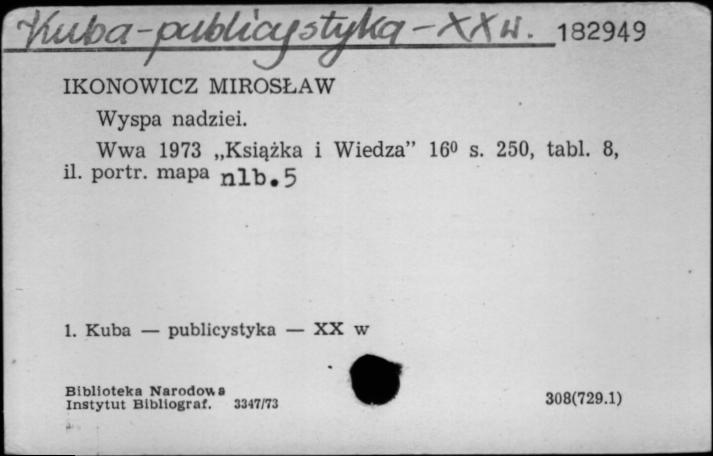 Kuba-publicystyka-XXw. 182949
IKONOWICZ MIROSŁAW
Wyspa nadziei.
Wwa 1973 „Książka i Wiedza” 16⁰ s. 250, tabl. 8,
il. portr. mapa nlb.5
1. Kuba — publicystyka — XX w
Biblioteka Narodowa
Instytut Bibliograf. 3347/73
308(729.1)